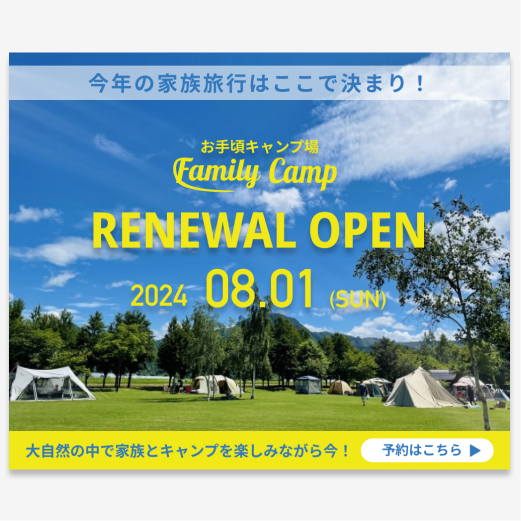 今年の家族旅行はここで決まり！
お手頃キャンプ場
Family Camp
RENEWAL OPEN
2024 08.01 (SUN)
大自然の中で家族とキャンプを楽しみながら今！
予約はこちら ▶